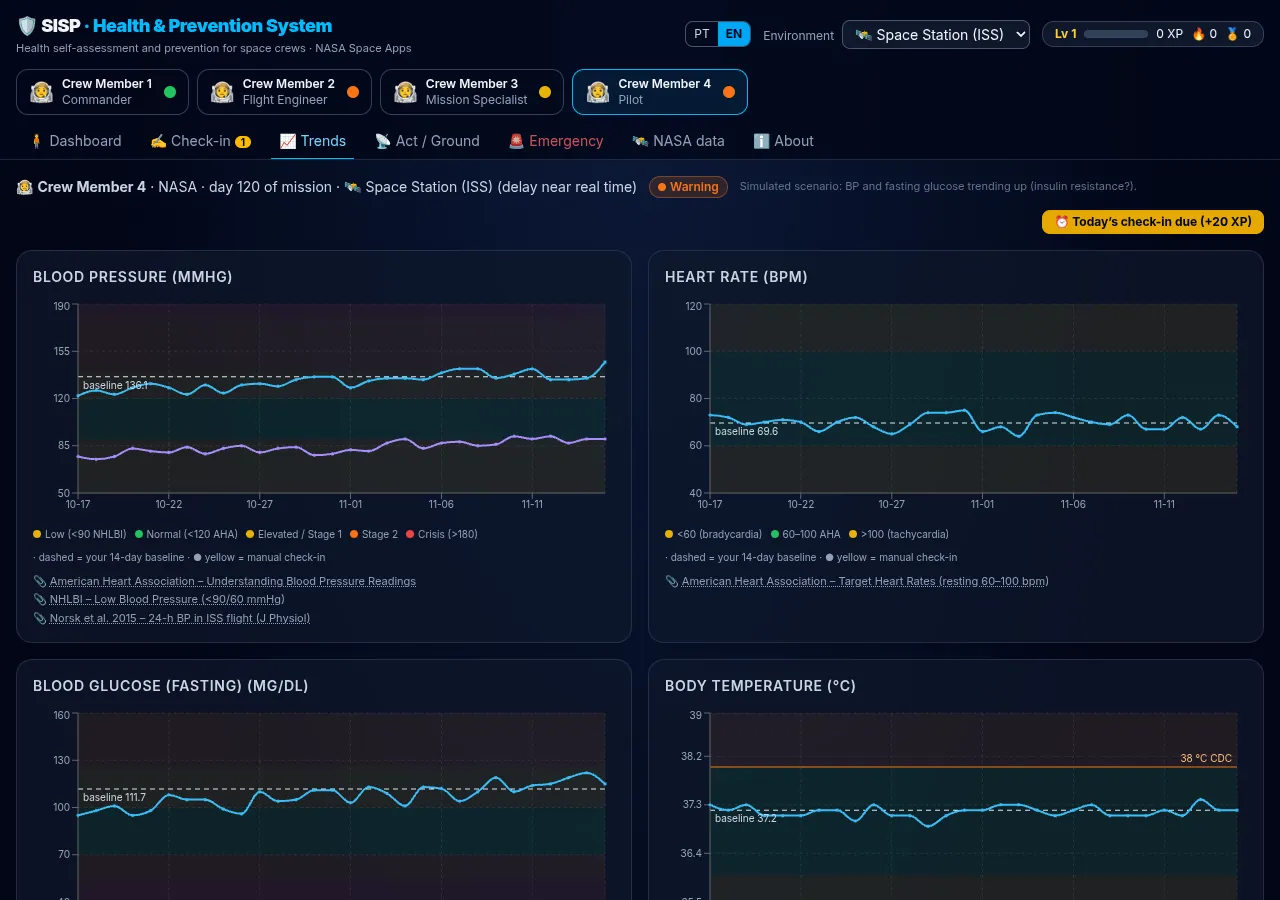 SISP · Health & Prevention System
Health self-assessment and prevention for space crews · NASA Space Apps
PT EN Environment Space Station (ISS) Lv 1 0 XP 0 0
Crew Member 1
Commander
Crew Member 2
Flight Engineer
Crew Member 3
Mission Specialist
Crew Member 4
Pilot
Dashboard Check-in 1 Trends Act / Ground Emergency NASA data About
Crew Member 4 · NASA · day 120 of mission · Space Station (ISS) (delay near real time) Warning Simulated scenario: BP and fasting glucose trending up (insulin resistance?).
Today's check-in due (+20 XP)
BLOOD PRESSURE (MMHG)
190
155
120
85
50
baseline 136.1
10-17 10-22 10-27 11-01 11-06 11-11
Low (<90 NHLBI) Normal (<120 AHA) Elevated / Stage 1 Stage 2 Crisis (>180)
· dashed = your 14-day baseline · yellow = manual check-in
American Heart Association – Understanding Blood Pressure Readings
NHLBI – Low Blood Pressure (<90/60 mmHg)
Norsk et al. 2015 – 24-h BP in ISS flight (J Physiol)
HEART RATE (BPM)
120
100
80
60
40
baseline 69.6
10-17 10-22 10-27 11-01 11-06 11-11
<60 (bradycardia) 60–100 AHA >100 (tachycardia)
· dashed = your 14-day baseline · yellow = manual check-in
American Heart Association – Target Heart Rates (resting 60–100 bpm)
BLOOD GLUCOSE (FASTING) (MG/DL)
160
130
100
70
baseline 111.7
BODY TEMPERATURE (°C)
39
38.2
37.3
36.4
38 °C CDC
baseline 37.2